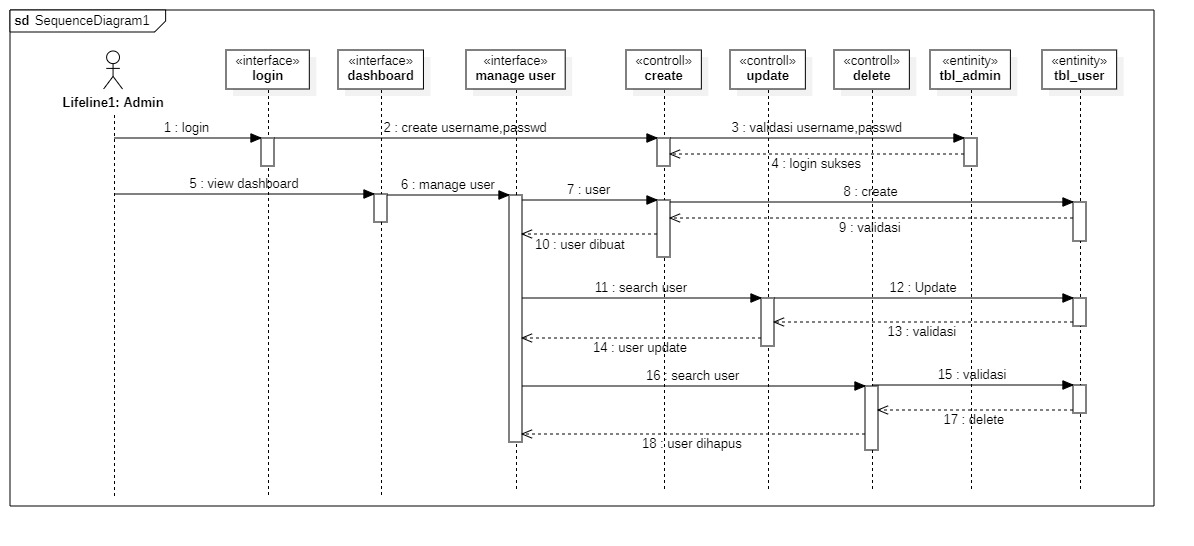 sd SequenceDiagram1
«interface»
login
«interface»
dashboard
«interface»
manage user
«controll»
create
«controll»
update
«controll»
delete
«entinity»
tbl_admin
«entinity»
tbl_user
Lifeline1: Admin
1 : login
2 : create username,passwd
3 : validasi username,passwd
4 : login sukses
5 : view dashboard
6 : manage user
7 : user
8 : create
9 : validasi
10 : user dibuat
11 : search user
12 : Update
13 : validasi
14 : user update
16 : search user
15 : validasi
17 : delete
18 : user dihapus